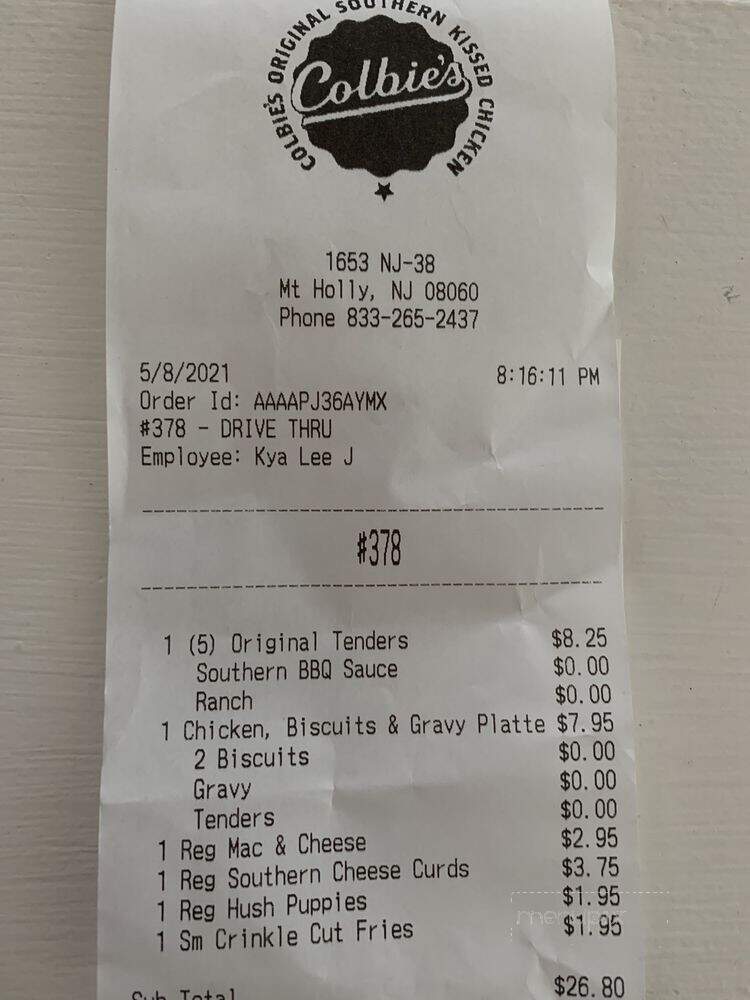 COLBIE'S ORIGINAL SOUTHERN KISSED CHICKEN
Colbie's
1653 NJ-38
Mt Holly, NJ 08060
Phone 833-265-2437
5/8/2021 8:16:11 PM
Order Id: AAAAPJ36AYMX
#378 - DRIVE THRU
Employee: Kya Lee J
#378
1 (5) Original Tenders $8.25
Southern BBQ Sauce $0.00
Ranch $0.00
1 Chicken, Biscuits & Gravy Platte $7.95
2 Biscuits $0.00
Gravy $0.00
Tenders $0.00
1 Reg Mac & Cheese $2.95
1 Reg Southern Cheese Curds $3.75
1 Reg Hush Puppies $1.95
1 Sm Crinkle Cut Fries $1.95
Sub Total $26.80